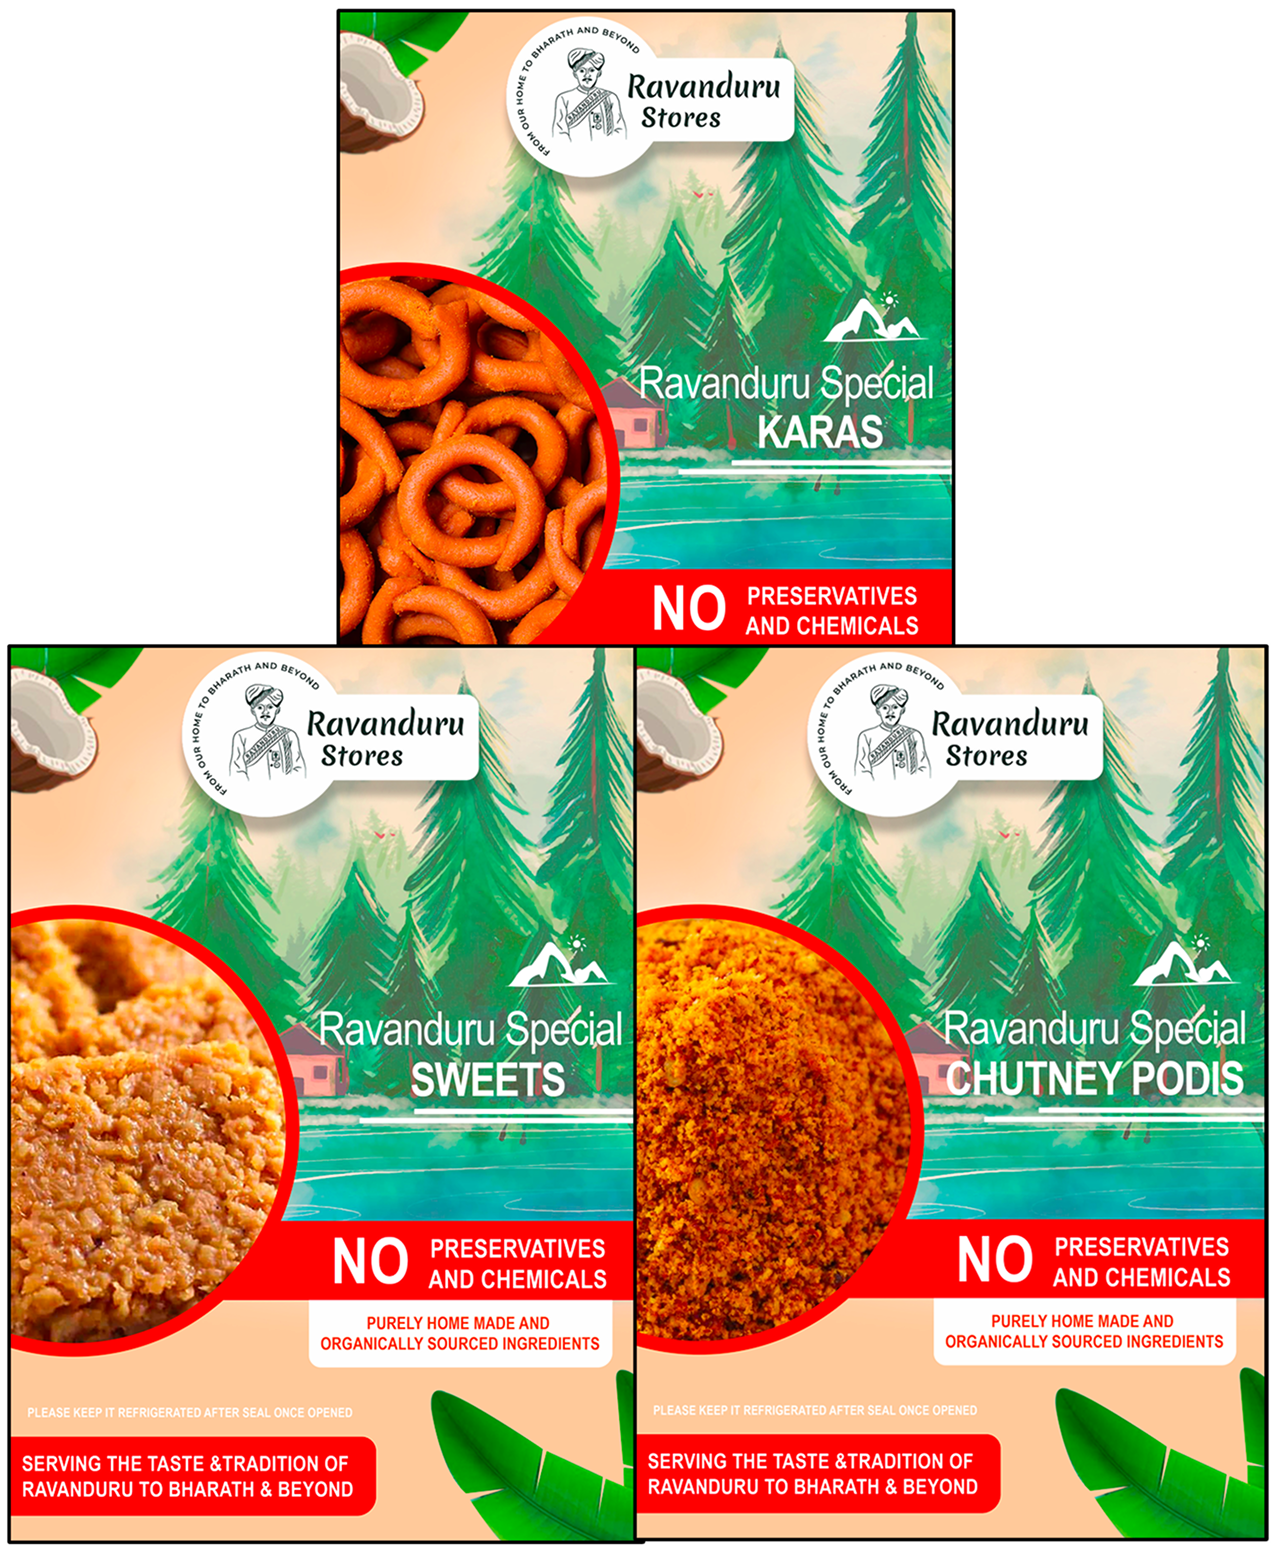 FROM OUR HOME TO BHARATH AND BEYOND
RAVANDURU
Ravanduru
Stores
Ravanduru Special
KARAS
NO
PRESERVATIVES
AND CHEMICALS
FROM OUR HOME TO BHARATH AND BEYOND
RAVANDURU
Ravanduru
Stores
Ravanduru Special
SWEETS
NO
PRESERVATIVES
AND CHEMICALS
PURELY HOME MADE AND
ORGANICALLY SOURCED INGREDIENTS
PLEASE KEEP IT REFRIGERATED AFTER SEAL ONCE OPENED
SERVING THE TASTE &TRADITION OF
RAVANDURU TO BHARATH & BEYOND
FROM OUR HOME TO BHARATH AND BEYOND
RAVANDURU
Ravanduru
Stores
Ravanduru Special
CHUTNEY PODIS
NO
PRESERVATIVES
AND CHEMICALS
PURELY HOME MADE AND
ORGANICALLY SOURCED INGREDIENTS
PLEASE KEEP IT REFRIGERATED AFTER SEAL ONCE OPENED
SERVING THE TASTE &TRADITION OF
RAVANDURU TO BHARATH & BEYOND